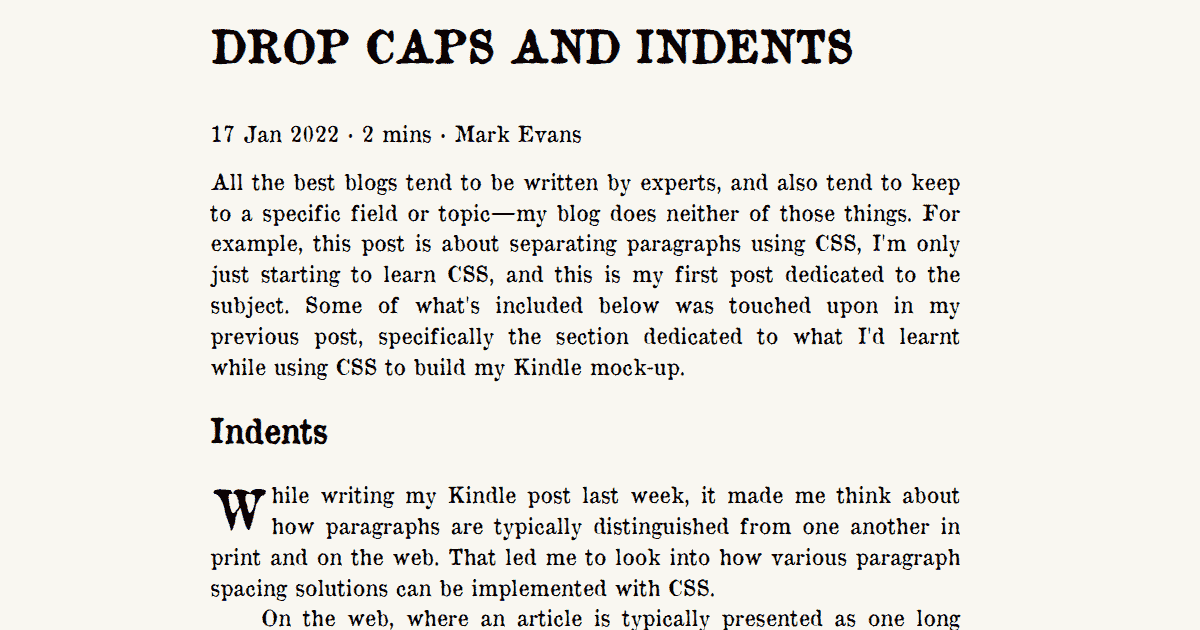 DROP CAPS AND INDENTS
17 Jan 2022 · 2 mins · Mark Evans
All the best blogs tend to be written by experts, and also tend to keep
to a specific field or topic—my blog does neither of those things. For
example, this post is about separating paragraphs using CSS, I'm only
just starting to learn CSS, and this is my first post dedicated to the
subject. Some of what's included below was touched upon in my
previous post, specifically the section dedicated to what I'd learnt
while using CSS to build my Kindle mock-up.
Indents
While writing my Kindle post last week, it made me think about
how paragraphs are typically distinguished from one another in
print and on the web. That led me to look into how various paragraph
spacing solutions can be implemented with CSS.
On the web, where an article is typically presented as one long